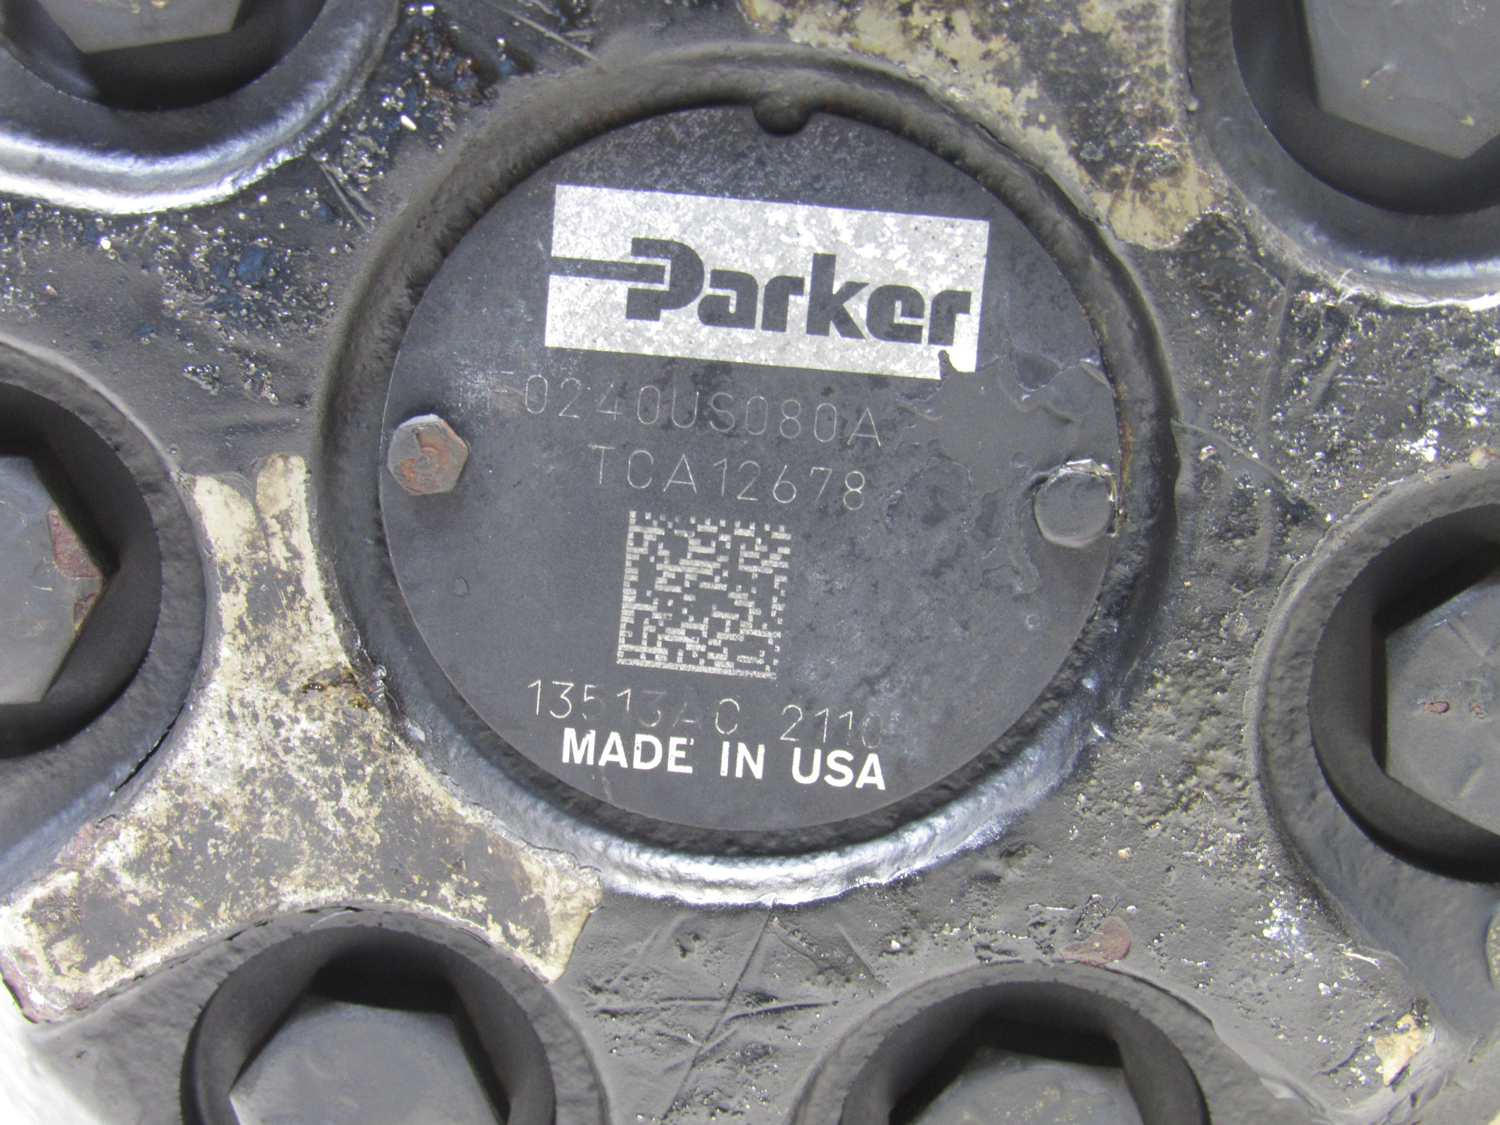 Parker
0240US080A
TCA12678
MADE IN USA